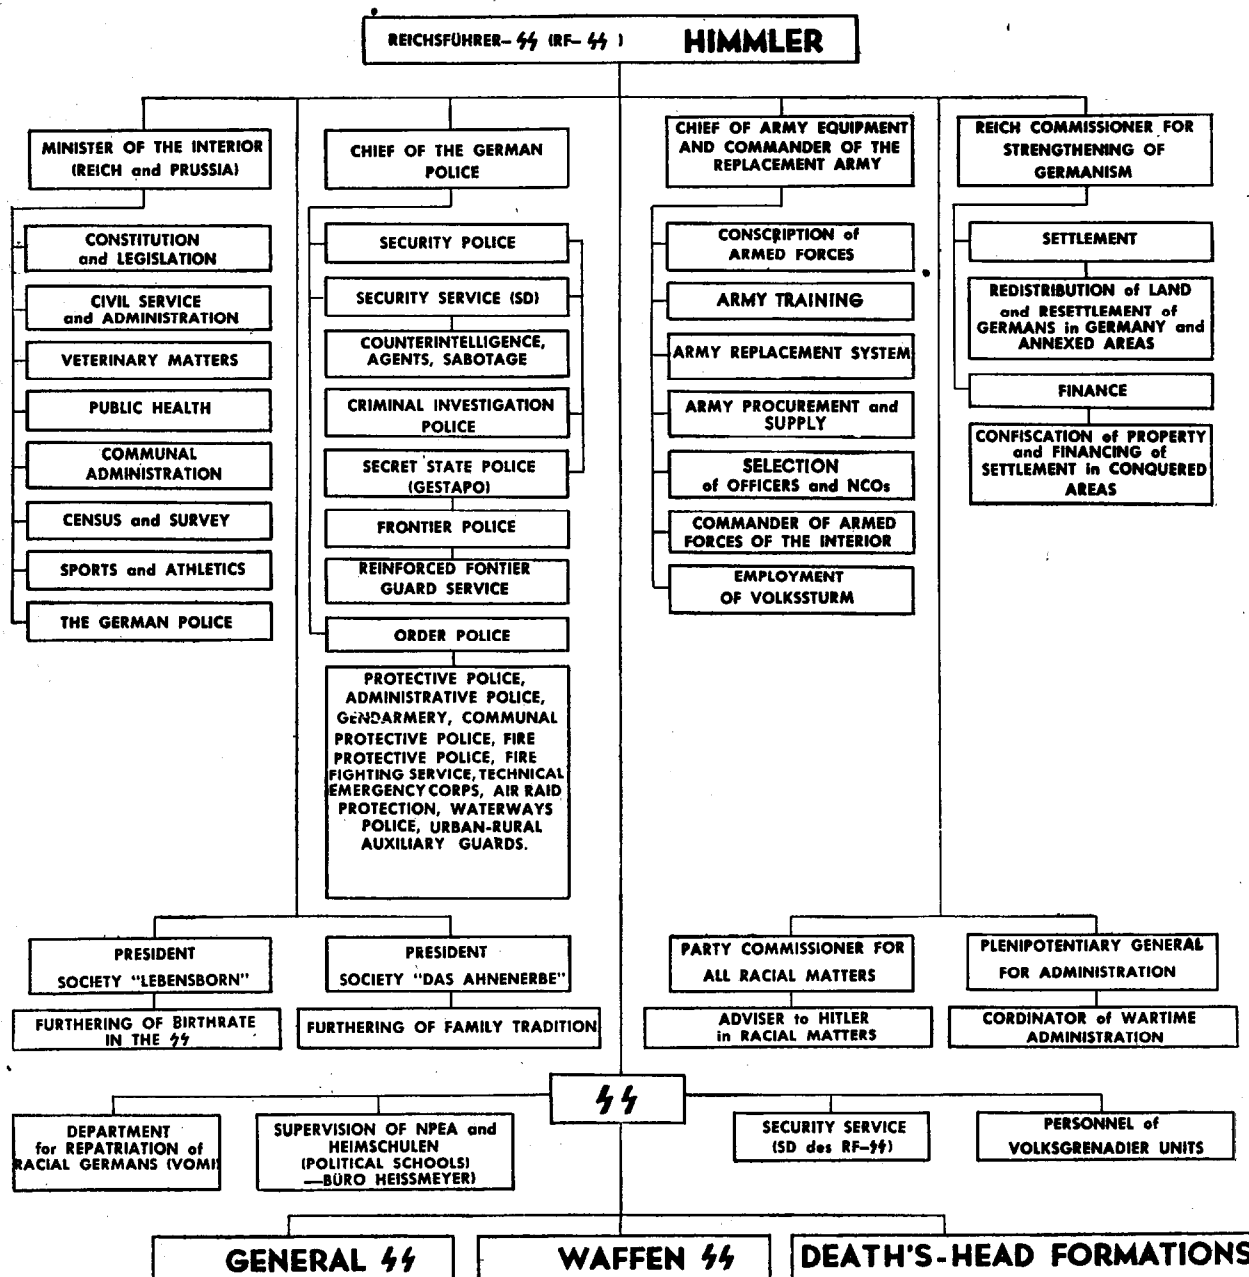 REICHSFÜHRER-ϟϟ (RF-ϟϟ) HIMMLER
MINISTER OF THE INTERIOR
(REICH and PRUSSIA)
CONSTITUTION
and LEGISLATION
CIVIL SERVICE
and ADMINISTRATION
VETERINARY MATTERS
PUBLIC HEALTH
COMMUNAL
ADMINISTRATION
CENSUS and SURVEY
SPORTS and ATHLETICS
THE GERMAN POLICE
CHIEF OF THE GERMAN
POLICE
SECURITY POLICE
SECURITY SERVICE (SD)
COUNTERINTELLIGENCE,
AGENTS, SABOTAGE
CRIMINAL INVESTIGATION
POLICE
SECRET STATE POLICE
(GESTAPO)
FRONTIER POLICE
REINFORCED FONTIER
GUARD SERVICE
ORDER POLICE
PROTECTIVE POLICE,
ADMINISTRATIVE POLICE,
GENDARMERY, COMMUNAL
PROTECTIVE POLICE, FIRE
PROTECTIVE POLICE, FIRE
FIGHTING SERVICE, TECHNICAL
EMERGENCY CORPS, AIR RAID
PROTECTION, WATERWAYS
POLICE, URBAN-RURAL
AUXILIARY GUARDS.
CHIEF OF ARMY EQUIPMENT
AND COMMANDER OF THE
REPLACEMENT ARMY
CONSCRIPTION of
ARMED FORCES
ARMY TRAINING
ARMY REPLACEMENT SYSTEM
ARMY PROCUREMENT and
SUPPLY
SELECTION
of OFFICERS and NCOs
COMMANDER OF ARMED
FORCES OF THE INTERIOR
EMPLOYMENT
OF VOLKSSTURM
REICH COMMISSIONER FOR
STRENGTHENING OF
GERMANISM
SETTLEMENT
REDISTRIBUTION of LAND
and RESETTLEMENT of
GERMANS in GERMANY and
ANNEXED AREAS
FINANCE
CONFISCATION of PROPERTY
and FINANCING of
SETTLEMENT in CONQUERED
AREAS
PRESIDENT
SOCIETY "LEBENSBORN"
FURTHERING OF BIRTHRATE
IN THE ϟϟ
PRESIDENT
SOCIETY "DAS AHNENERBE"
FURTHERING OF FAMILY TRADITION
PARTY COMMISSIONER FOR
ALL RACIAL MATTERS
ADVISER to HITLER
in RACIAL MATTERS
PLENIPOTENTIARY GENERAL
FOR ADMINISTRATION
CORDINATOR of WARTIME
ADMINISTRATION
ϟϟ
DEPARTMENT
for REPATRIATION of
RACIAL GERMANS (VOMI)
SUPERVISION OF NPEA and
HEIMSCHULEN
(POLITICAL SCHOOLS)
—BÜRO HEISSMEYER)
SECURITY SERVICE
(SD des RF-ϟϟ)
PERSONNEL of
VOLKSGRENADIER UNITS
GENERAL ϟϟ
WAFFEN ϟϟ
DEATH'S-HEAD FORMATIONS